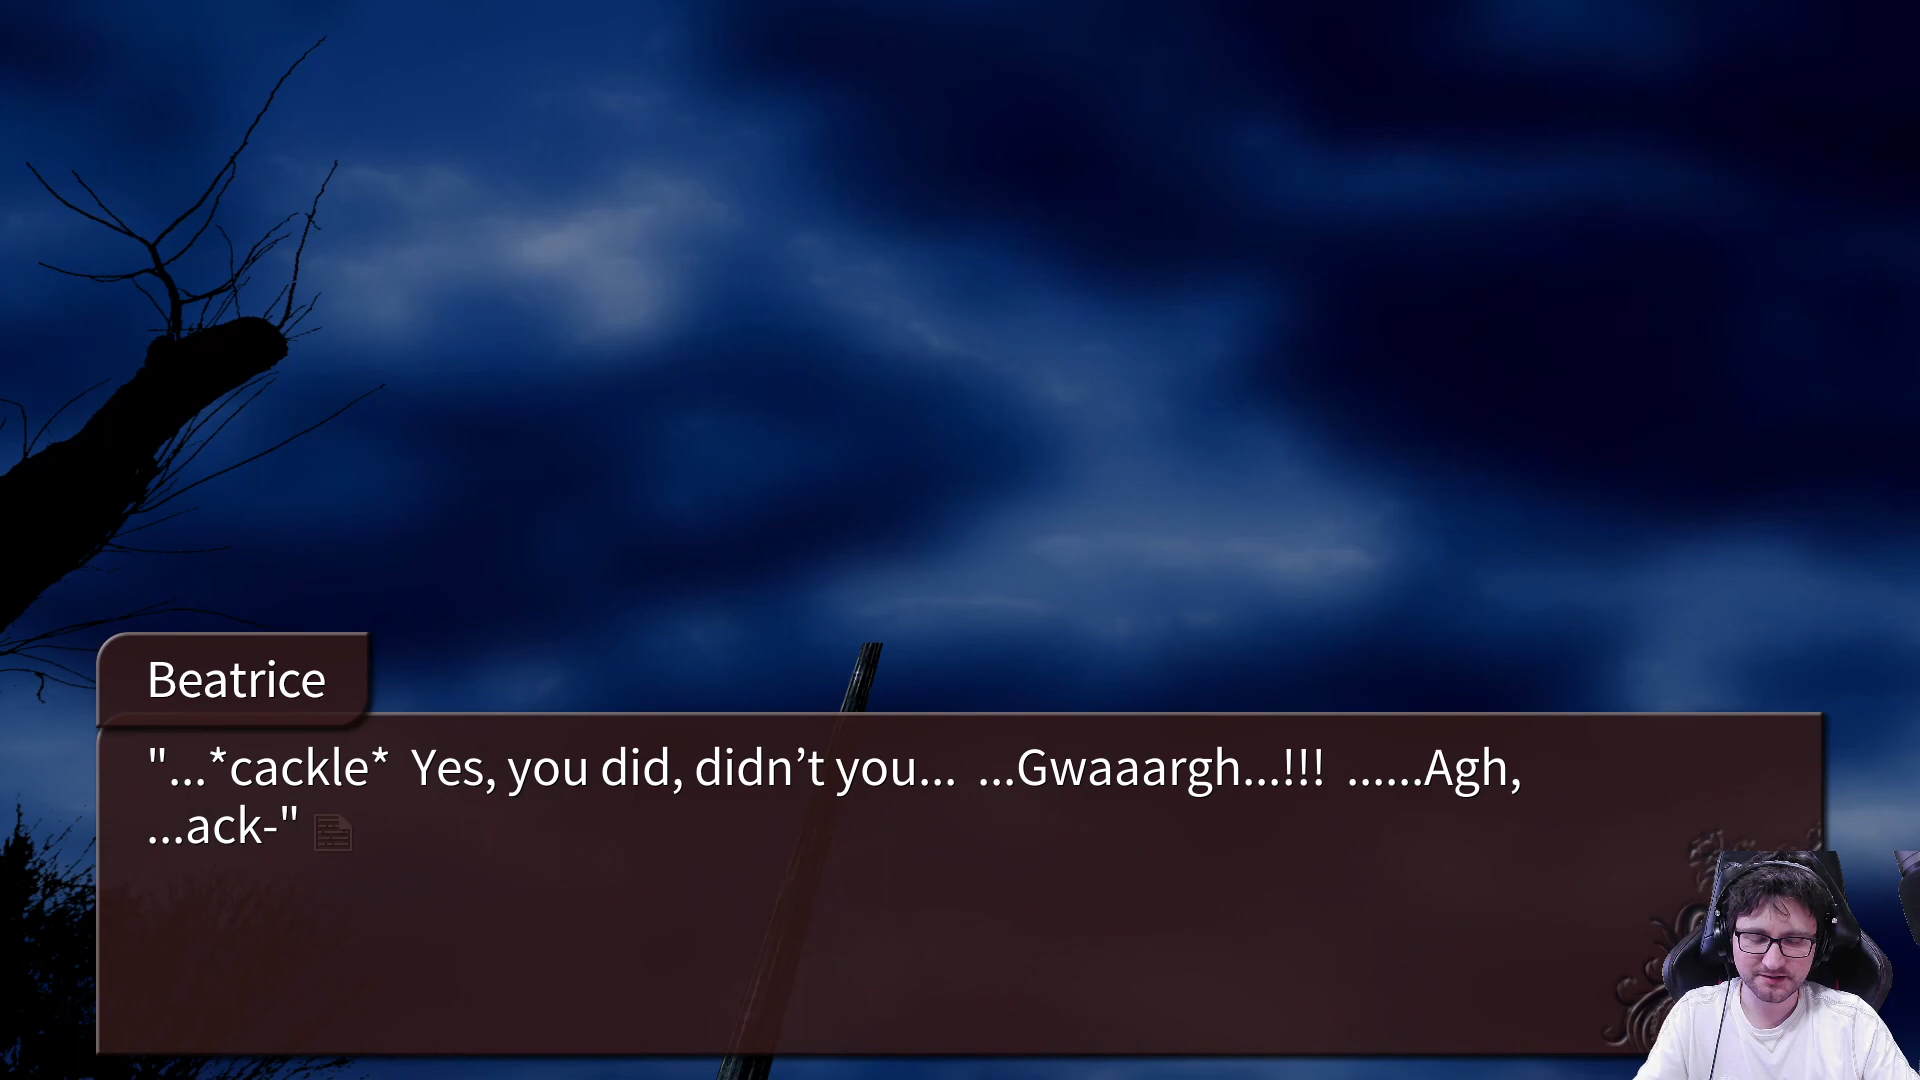 Beatrice
"...*cackle*  Yes, you did, didn’t you...  ...Gwaaargh...!!!  ......Agh,
...ack-"